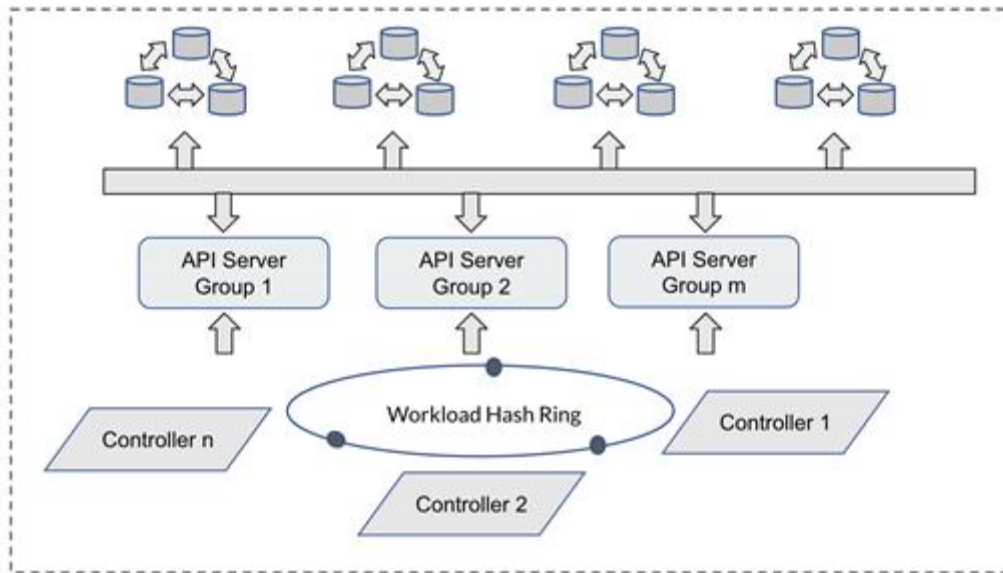 API Server
Group 1
API Server
Group 2
API Server
Group m
Workload Hash Ring
Controller n
Controller 2
Controller 1